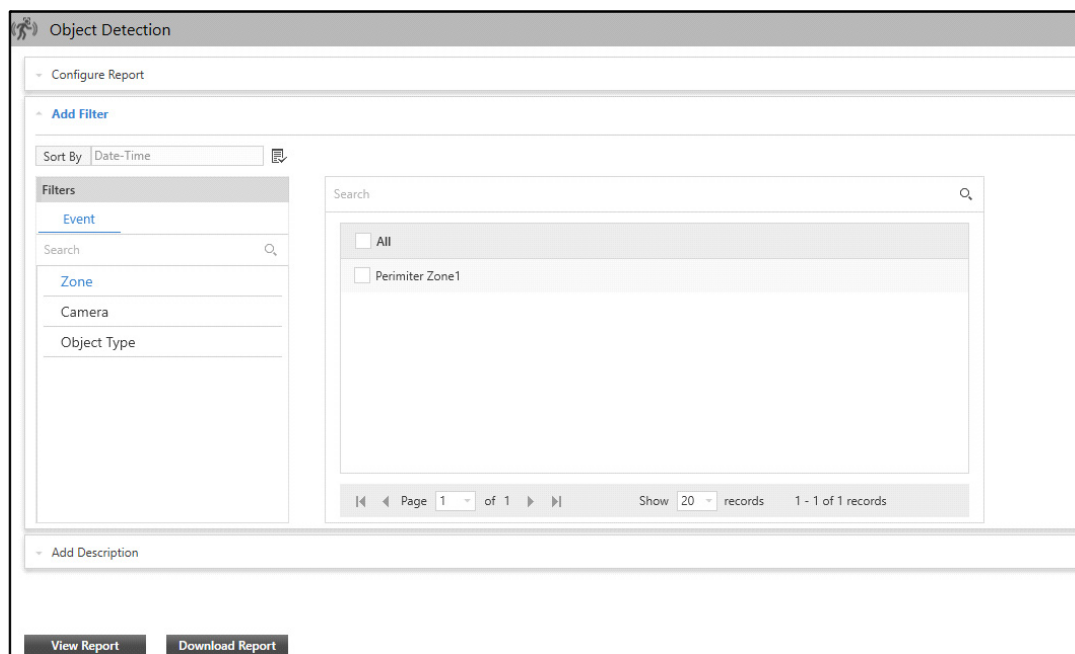 Object Detection
Configure Report
Add Filter
Sort By Date-Time
Filters
Event
Search
Zone
Camera
Object Type
Search
All
Perimiter Zone1
Page 1 of 1 Show 20 records 1 - 1 of 1 records
Add Description
View Report Download Report